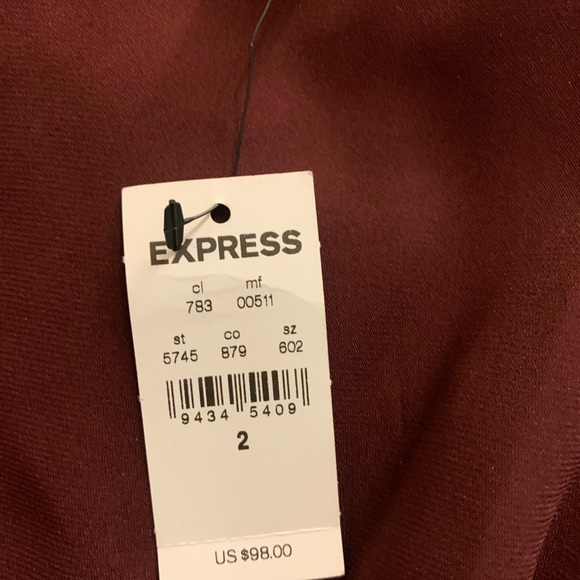 EXPRESS
cl mf
783 00511
st co sz
5745 879 602
9434 5409
2
US $98.00